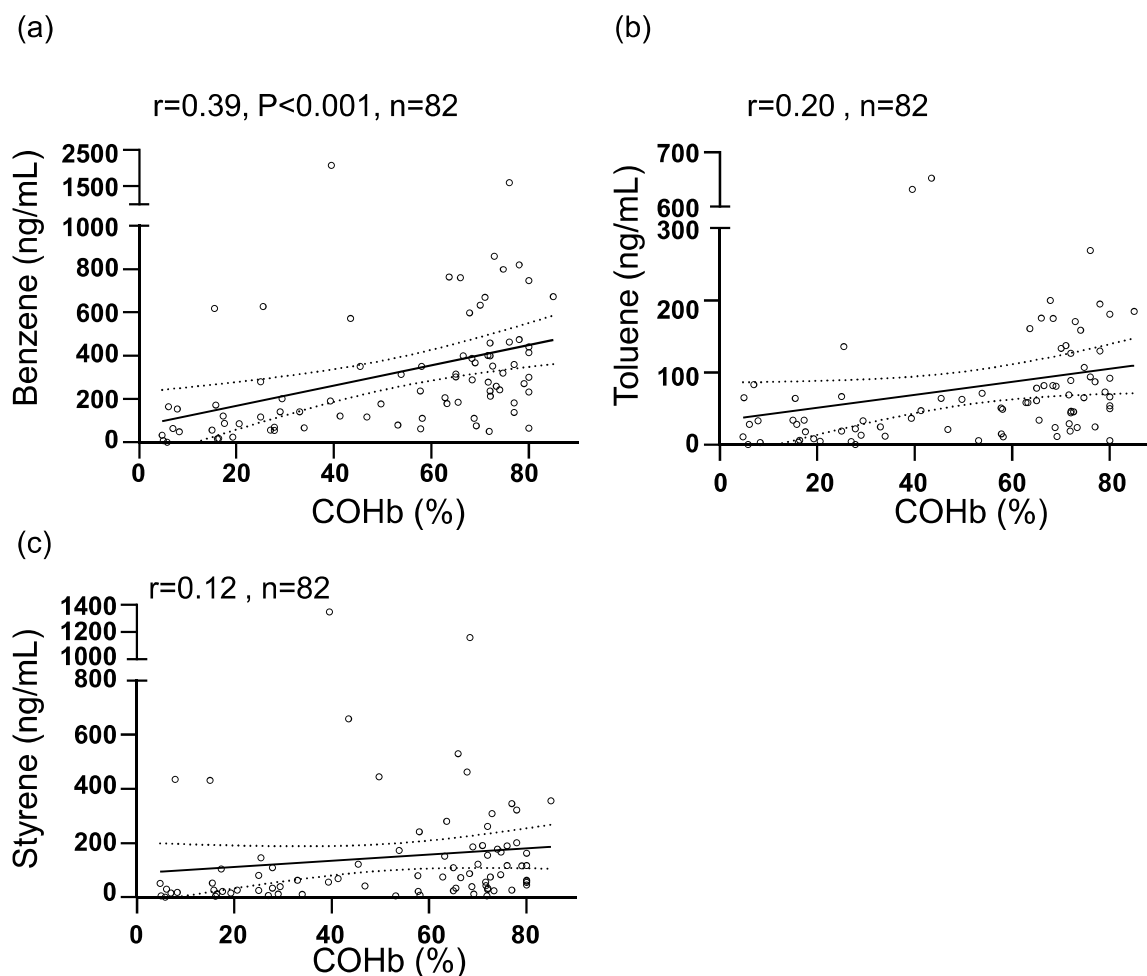 (a)
r=0.39, P<0.001, n=82
Benzene (ng/mL)
2500
1500
1000
800
600
400
200
0
0 20 40 60 80
COHb (%)
(b)
r=0.20 , n=82
Toluene (ng/mL)
700
600
300
200
100
0
0 20 40 60 80
COHb (%)
(c)
r=0.12 , n=82
Styrene (ng/mL)
1400
1200
1000
800
600
400
200
0
0 20 40 60 80
COHb (%)